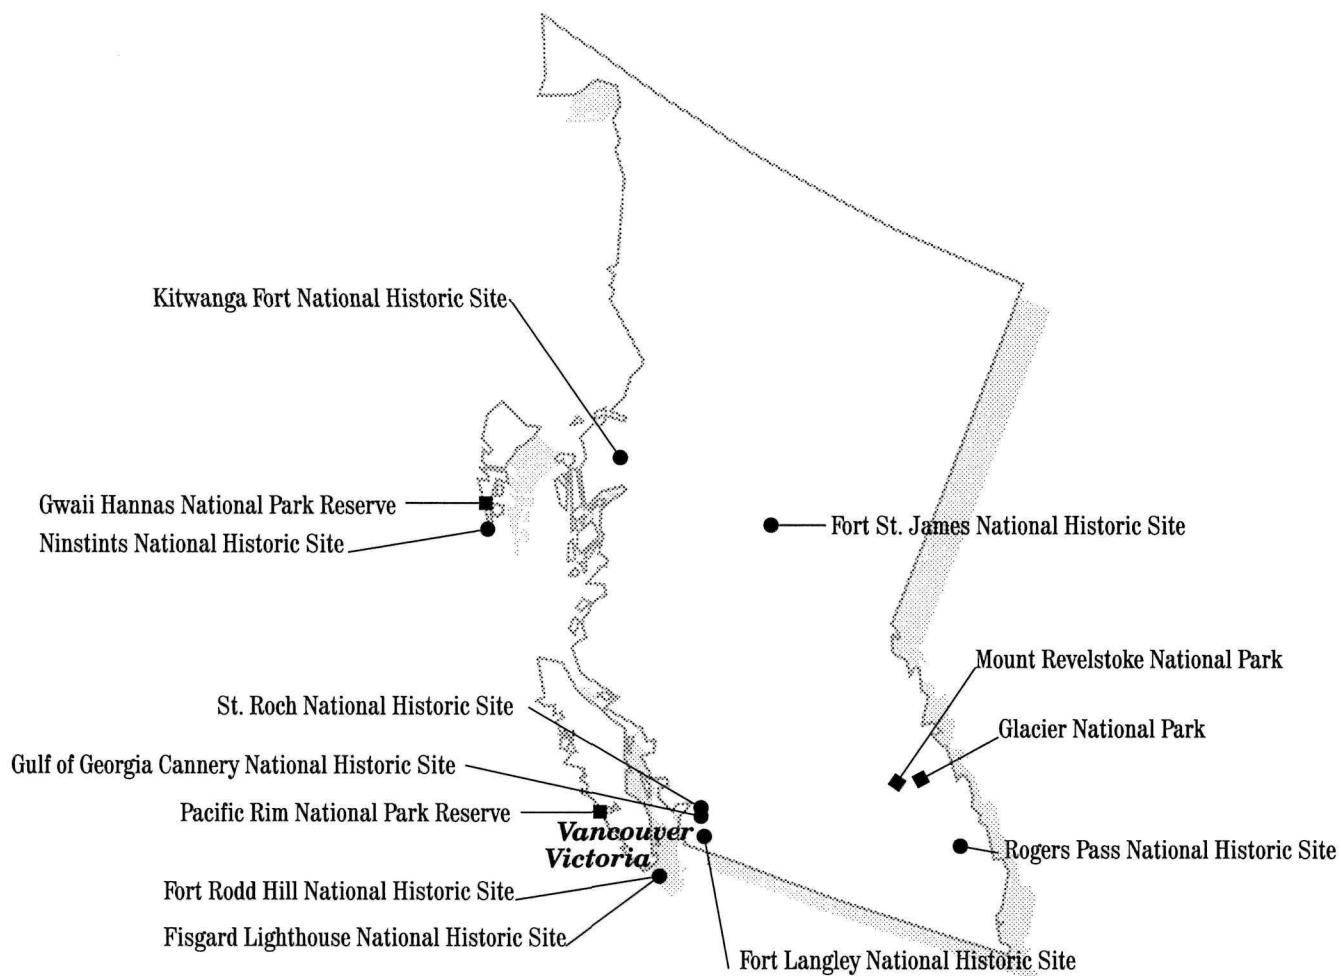 Kitwanga Fort National Historic Site
Gwaii Hannas National Park Reserve
Ninstints National Historic Site
Fort St. James National Historic Site
Mount Revelstoke National Park
St. Roch National Historic Site
Glacier National Park
Gulf of Georgia Cannery National Historic Site
Pacific Rim National Park Reserve
Vancouver
Victoria
Rogers Pass National Historic Site
Fort Rodd Hill National Historic Site
Fisgard Lighthouse National Historic Site
Fort Langley National Historic Site